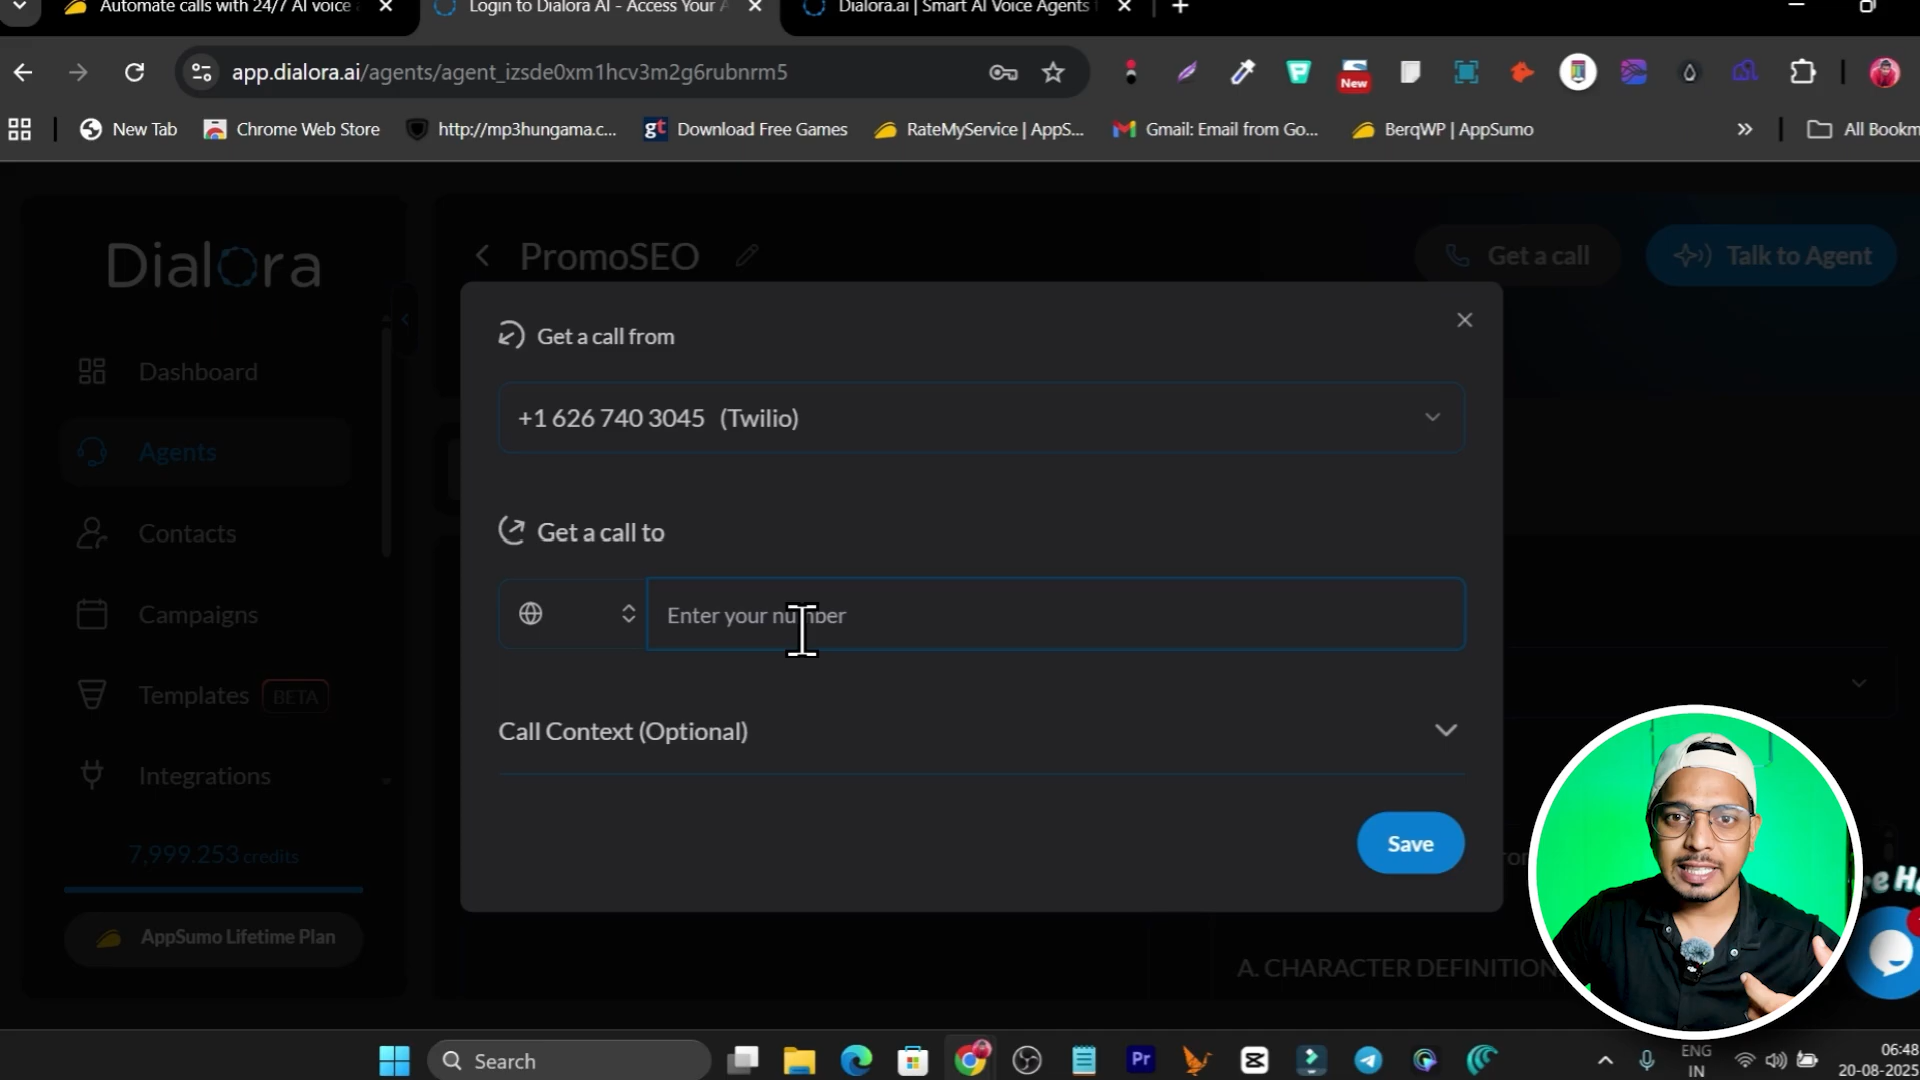 Automate calls with 24/7 AI voice
Login to Dialora AI - Access Your A
Dialora.ai | Smart AI Voice Agents
app.dialora.ai/agents/agent_izsde0xm1hcv3m2g6rubnrm5
New
New Tab
Chrome Web Store
http://mp3hungama.c...
gt
Download Free Games
RateMyService | AppS...
Gmail: Email from Go...
BerqWP | AppSumo
»
All Bookm
Dialora
PromoSEO
Get a call
Talk to Agent
Dashboard
Agents
Contacts
Campaigns
Templates BETA
Integrations
7,999.253 credits
AppSumo Lifetime Plan
Get a call from
+1 626 740 3045 (Twilio)
Get a call to
Enter your number
Call Context (Optional)
Save
A. CHARACTER DEFINITION
Search
Pr
ENG
IN
06:48
20-08-2025